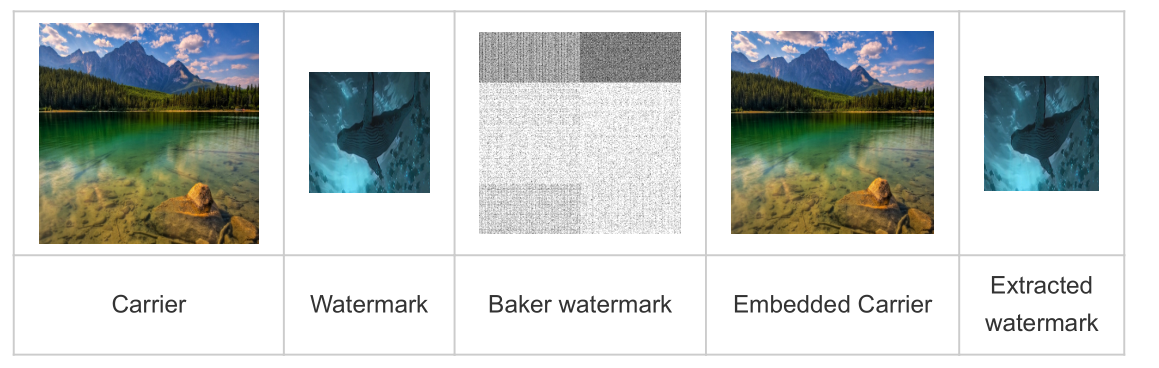 Carrier
Watermark
Baker watermark
Embedded Carrier
Extracted
watermark